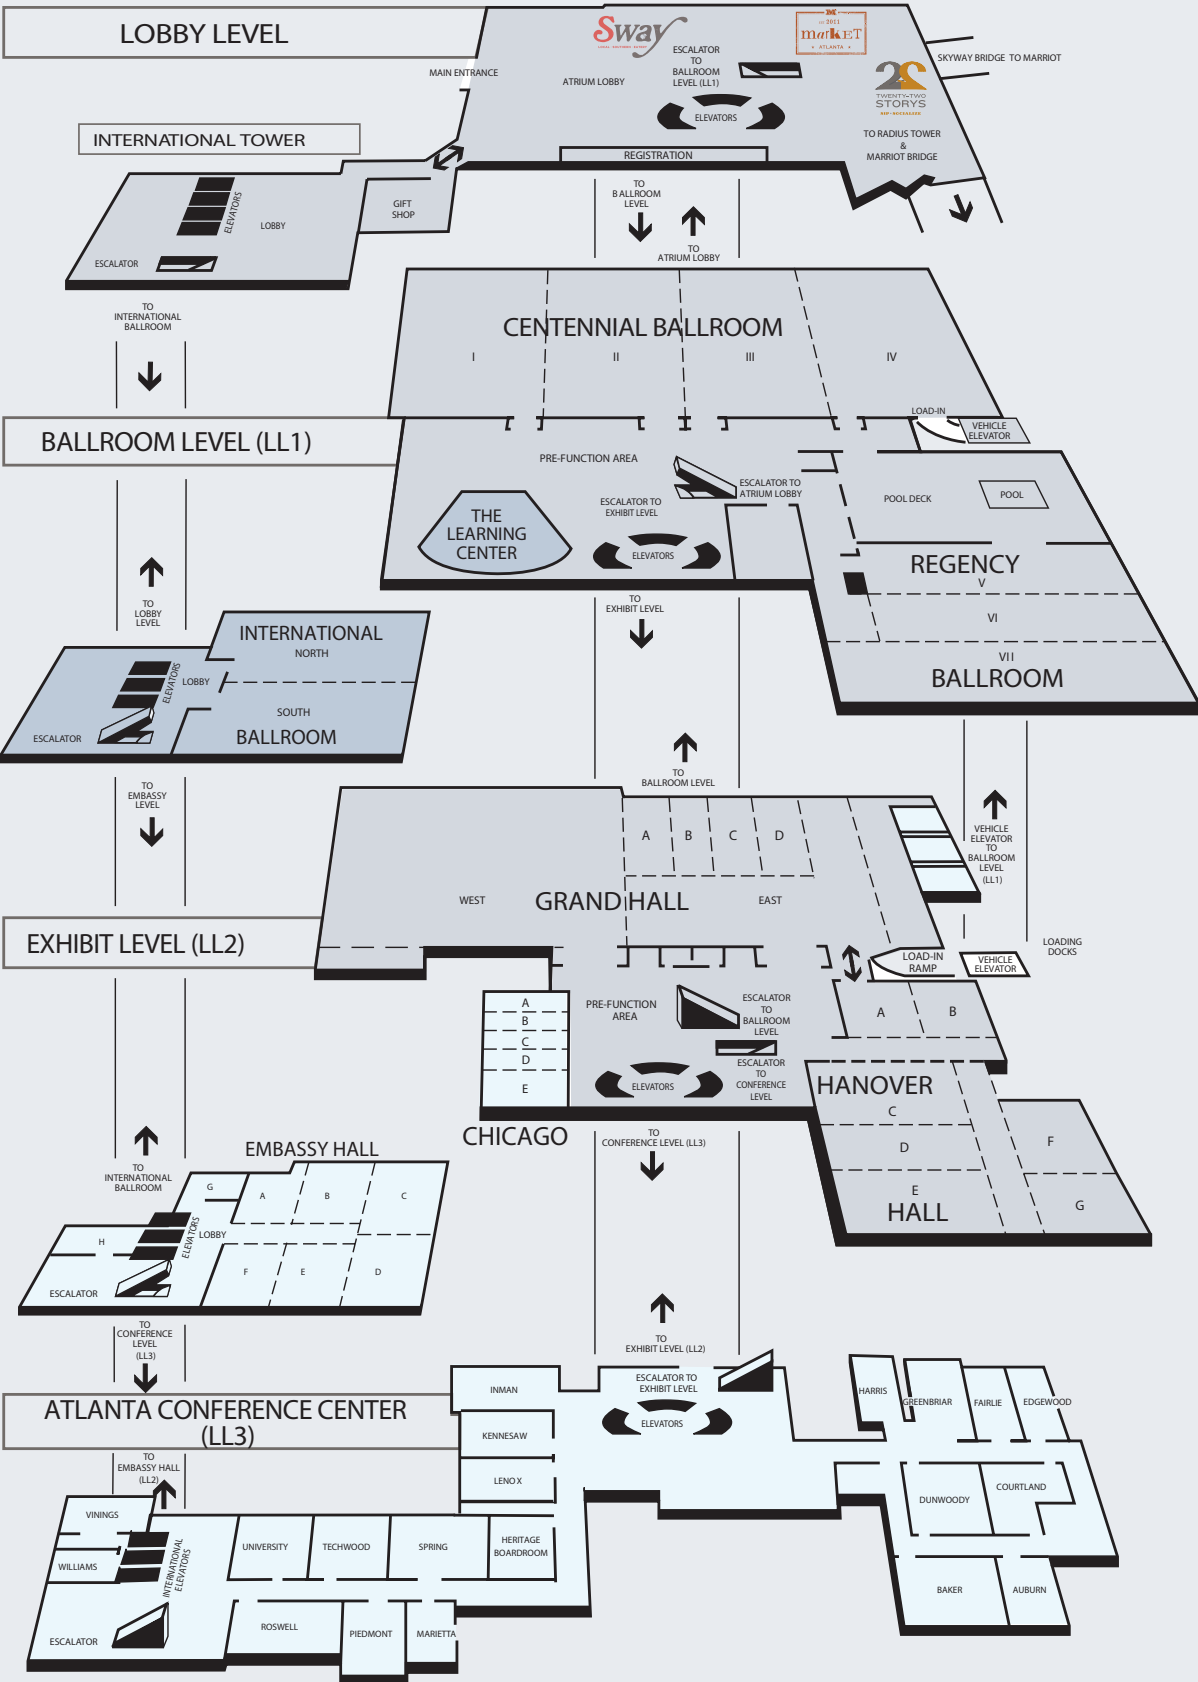 LOBBY LEVEL
Sway
LOCAL SOUTHERN EATERY
M
EST 2011
market
• ATLANTA •
MAIN ENTRANCE
ATRIUM LOBBY
ESCALATOR
TO
BALLROOM
LEVEL (LL1)
ELEVATORS
22
TWENTY-TWO
STORYS
SIP+SOCIALIZE
SKYWAY BRIDGE TO MARRIOT
TO RADIUS TOWER
&
MARRIOT BRIDGE
REGISTRATION
INTERNATIONAL TOWER
ELEVATORS
LOBBY
GIFT
SHOP
ESCALATOR
TO
BALLROOM
LEVEL
TO
ATRIUM LOBBY
TO
INTERNATIONAL
BALLROOM
CENTENNIAL BALLROOM
I
II
III
IV
BALLROOM LEVEL (LL1)
LOAD-IN
VEHICLE
ELEVATOR
PRE-FUNCTION AREA
ESCALATOR TO
ATRIUM LOBBY
ESCALATOR TO
EXHIBIT LEVEL
ELEVATORS
THE
LEARNING
CENTER
POOL DECK
POOL
REGENCY
V
VI
VII
BALLROOM
TO
LOBBY
LEVEL
TO
EXHIBIT LEVEL
INTERNATIONAL
NORTH
ELEVATORS
LOBBY
SOUTH
BALLROOM
ESCALATOR
TO
EMBASSY
LEVEL
TO
BALLROOM LEVEL
VEHICLE
ELEVATOR
TO
BALLROOM
LEVEL
(LL1)
A
B
C
D
WEST
GRAND HALL
EAST
EXHIBIT LEVEL (LL2)
LOAD-IN
RAMP
VEHICLE
ELEVATOR
LOADING
DOCKS
A
B
C
D
E
CHICAGO
PRE-FUNCTION
AREA
ESCALATOR
TO
BALLROOM
LEVEL
ESCALATOR
TO
CONFERENCE
LEVEL
ELEVATORS
A
B
HANOVER
C
D
E
F
G
HALL
TO
CONFERENCE LEVEL (LL3)
TO
INTERNATIONAL
BALLROOM
EMBASSY HALL
G
A
B
C
H
ELEVATORS
LOBBY
F
E
D
ESCALATOR
TO
CONFERENCE
LEVEL
(LL3)
TO
EXHIBIT LEVEL (LL2)
ATLANTA CONFERENCE CENTER
(LL3)
INMAN
ESCALATOR TO
EXHIBIT LEVEL
ELEVATORS
HARRIS
GREENBRIAR
FAIRLIE
EDGEWOOD
KENNESAW
LENOX
TO
EMBASSY HALL
(LL2)
DUNWOODY
COURTLAND
VININGS
WILLIAMS
INTERNATIONAL
ELEVATORS
UNIVERSITY
TECHWOOD
SPRING
HERITAGE
BOARDROOM
BAKER
AUBURN
ESCALATOR
ROSWELL
PIEDMONT
MARIETTA